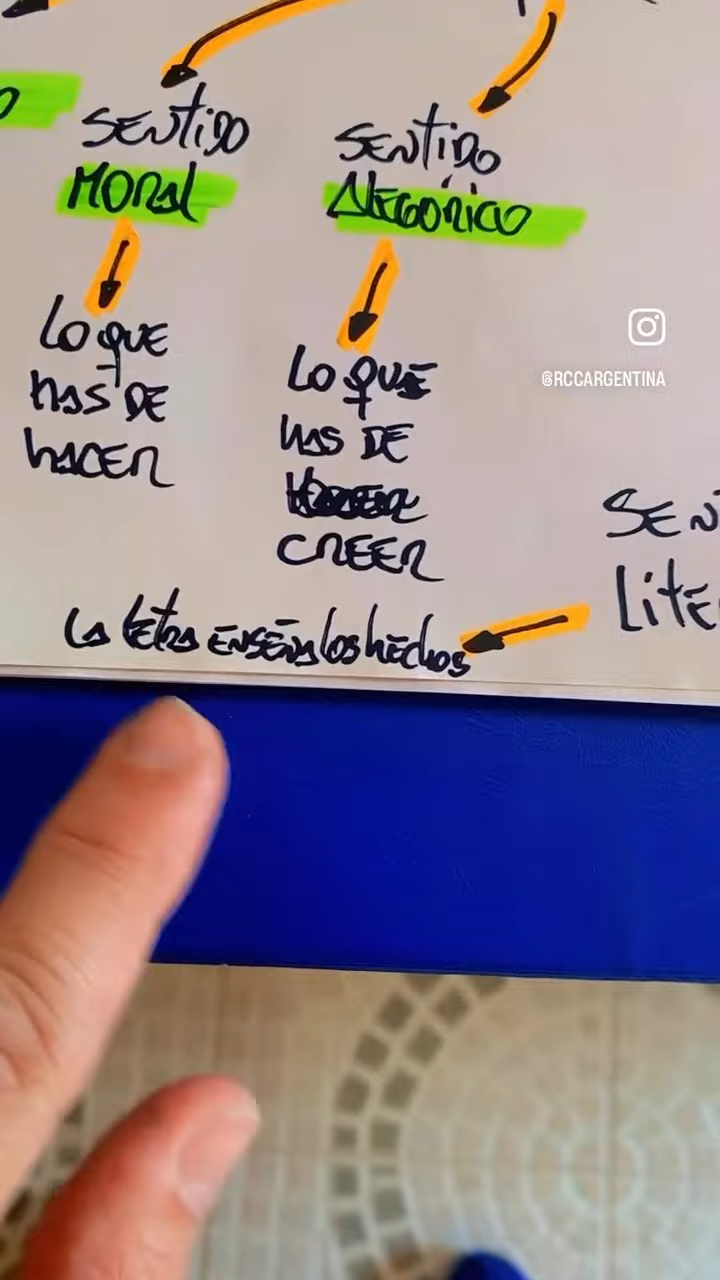 SENTIDO
MORAL
LO QUE
HAS DE
HACER
SENTIDO
ALEGÓRICO
LO QUE
HAS DE
CREER
LA LETRA ENSEÑA LOS HECHOS
@RCCARGENTINA